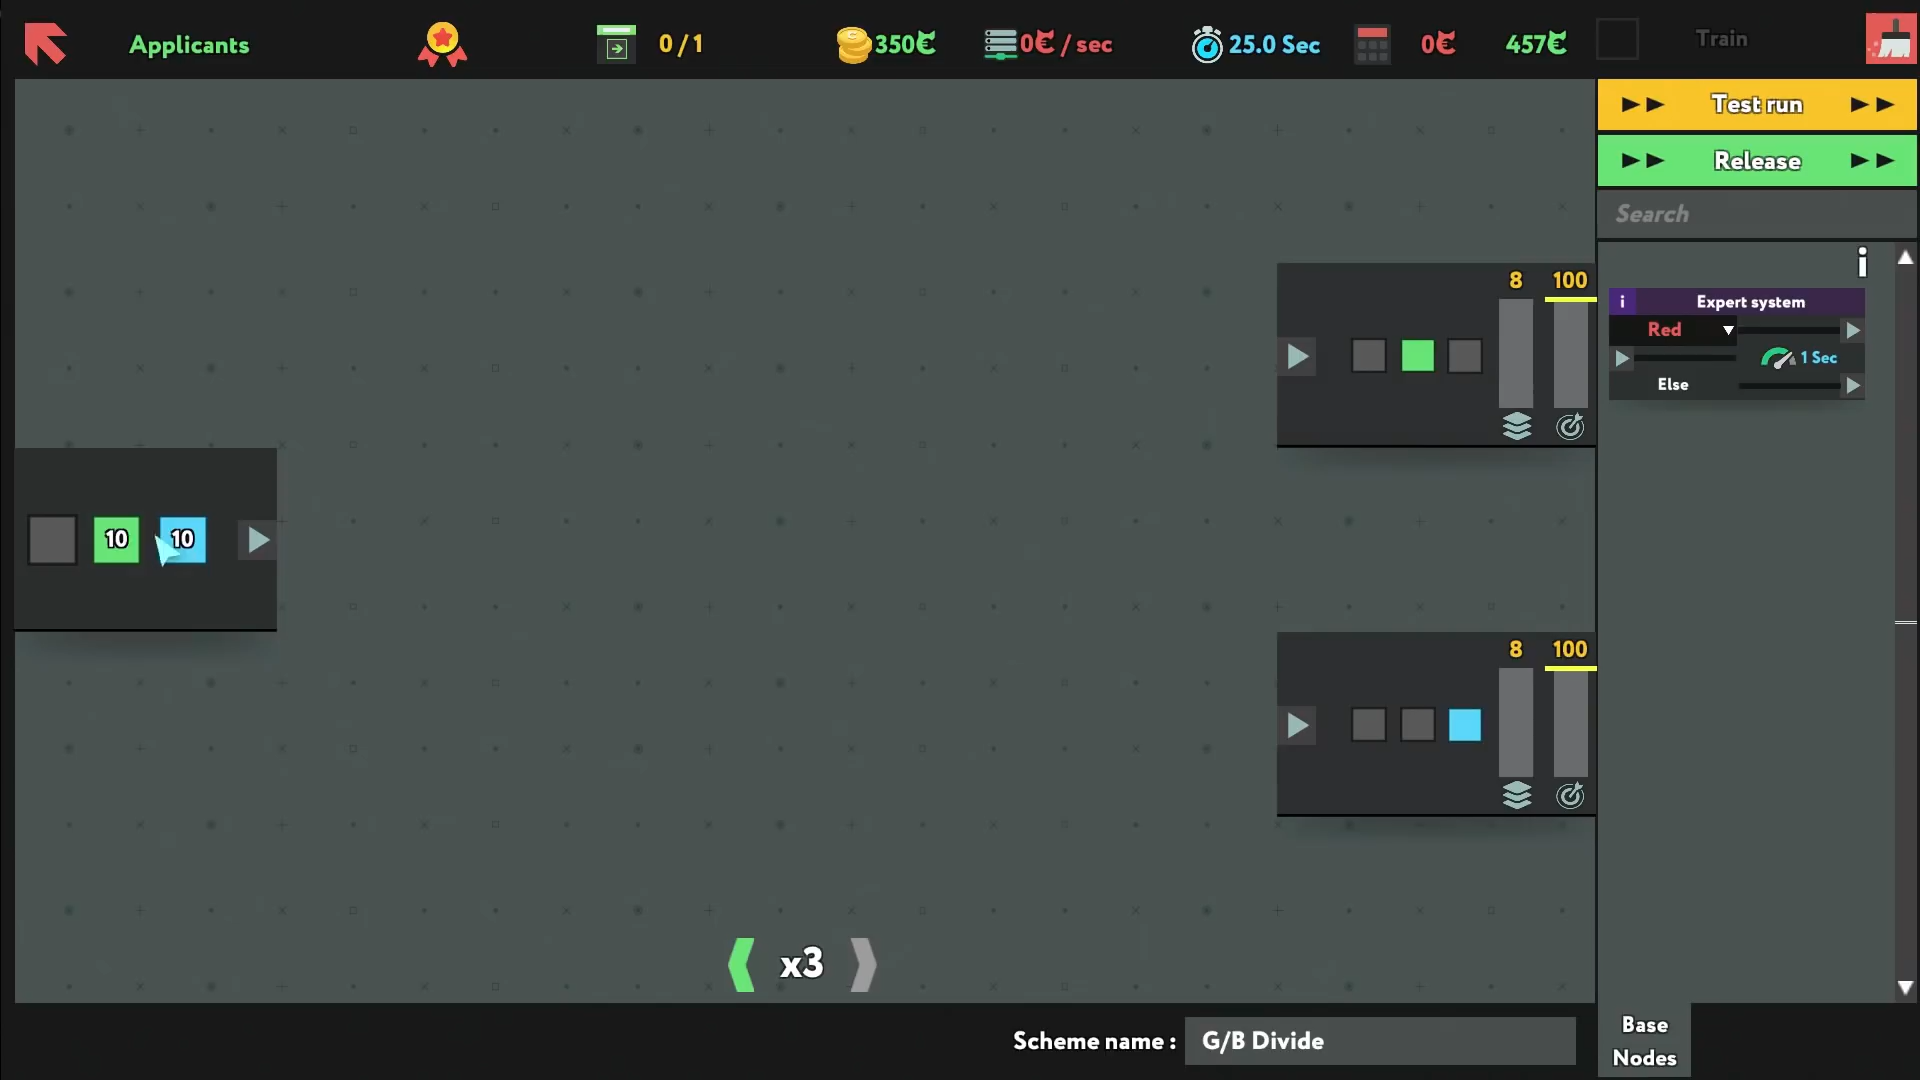 Applicants
0/1
350€
0€/sec
25.0 Sec
0€
457€
Train
Test run
Release
Search
i
i
Expert system
Red
1 Sec
Else
8
100
10
10
8
100
x3
Scheme name :
G/B Divide
Base
Nodes